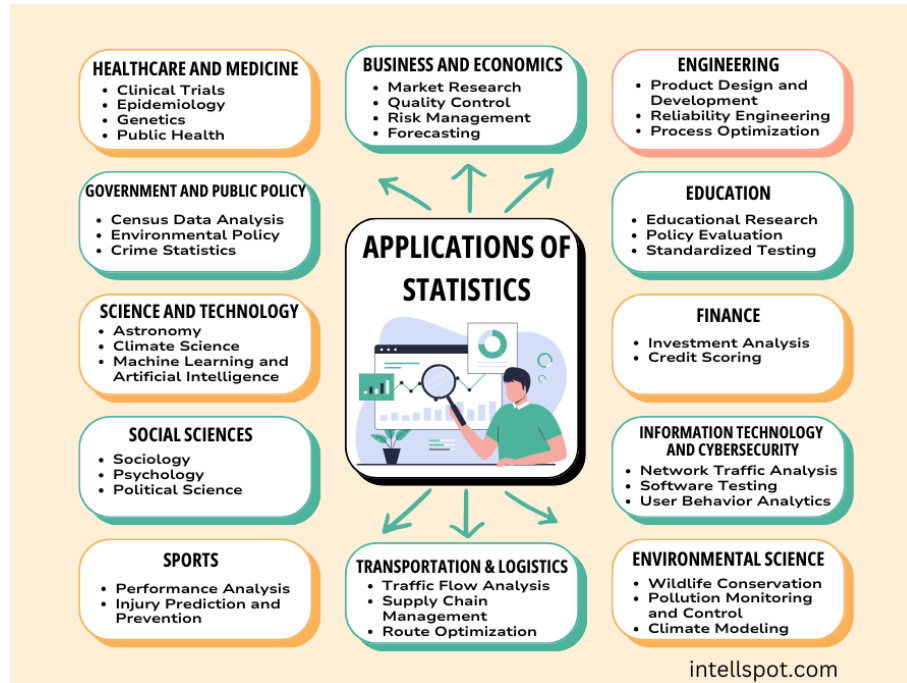 HEALTHCARE AND MEDICINE
• Clinical Trials
• Epidemiology
• Genetics
• Public Health
BUSINESS AND ECONOMICS
• Market Research
• Quality Control
• Risk Management
• Forecasting
ENGINEERING
• Product Design and
Development
• Reliability Engineering
• Process Optimization
GOVERNMENT AND PUBLIC POLICY
• Census Data Analysis
• Environmental Policy
• Crime Statistics
APPLICATIONS OF
STATISTICS
EDUCATION
• Educational Research
• Policy Evaluation
• Standardized Testing
SCIENCE AND TECHNOLOGY
• Astronomy
• Climate Science
• Machine Learning and
Artificial Intelligence
FINANCE
• Investment Analysis
• Credit Scoring
SOCIAL SCIENCES
• Sociology
• Psychology
• Political Science
INFORMATION TECHNOLOGY
AND CYBERSECURITY
• Network Traffic Analysis
• Software Testing
• User Behavior Analytics
SPORTS
• Performance Analysis
• Injury Prediction and
Prevention
TRANSPORTATION & LOGISTICS
• Traffic Flow Analysis
• Supply Chain
Management
• Route Optimization
ENVIRONMENTAL SCIENCE
• Wildlife Conservation
• Pollution Monitoring
and Control
• Climate Modeling
intellspot.com